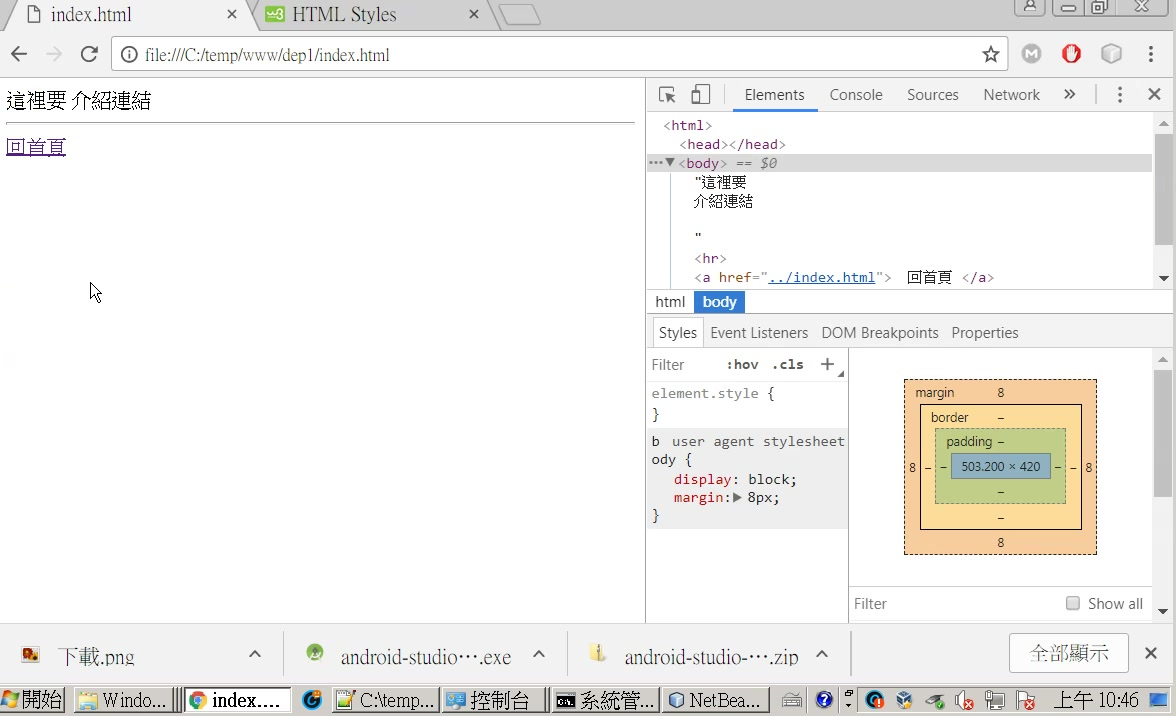 index.html
HTML Styles
file:///C:/temp/www/dep1/index.html
這裡要 介紹連結
回首頁
Elements Console Sources Network »
<html>
<head></head>
<body> == $0
"這裡要
介紹連結
"
<hr>
<a href="../index.html"> 回首頁 </a>
html body
Styles Event Listeners DOM Breakpoints Properties
Filter :hov .cls +
element.style {
}
b user agent stylesheet
ody {
display: block;
margin: 8px;
}
margin 8
border –
padding –
8 – – 503.200 × 420 – – 8
–
–
8
Filter Show all
下載.png
android-studio-….exe
android-studio-….zip
全部顯示
開始
Windo...
index....
C:\temp...
控制台
系統管...
NetBea...
上午 10:46